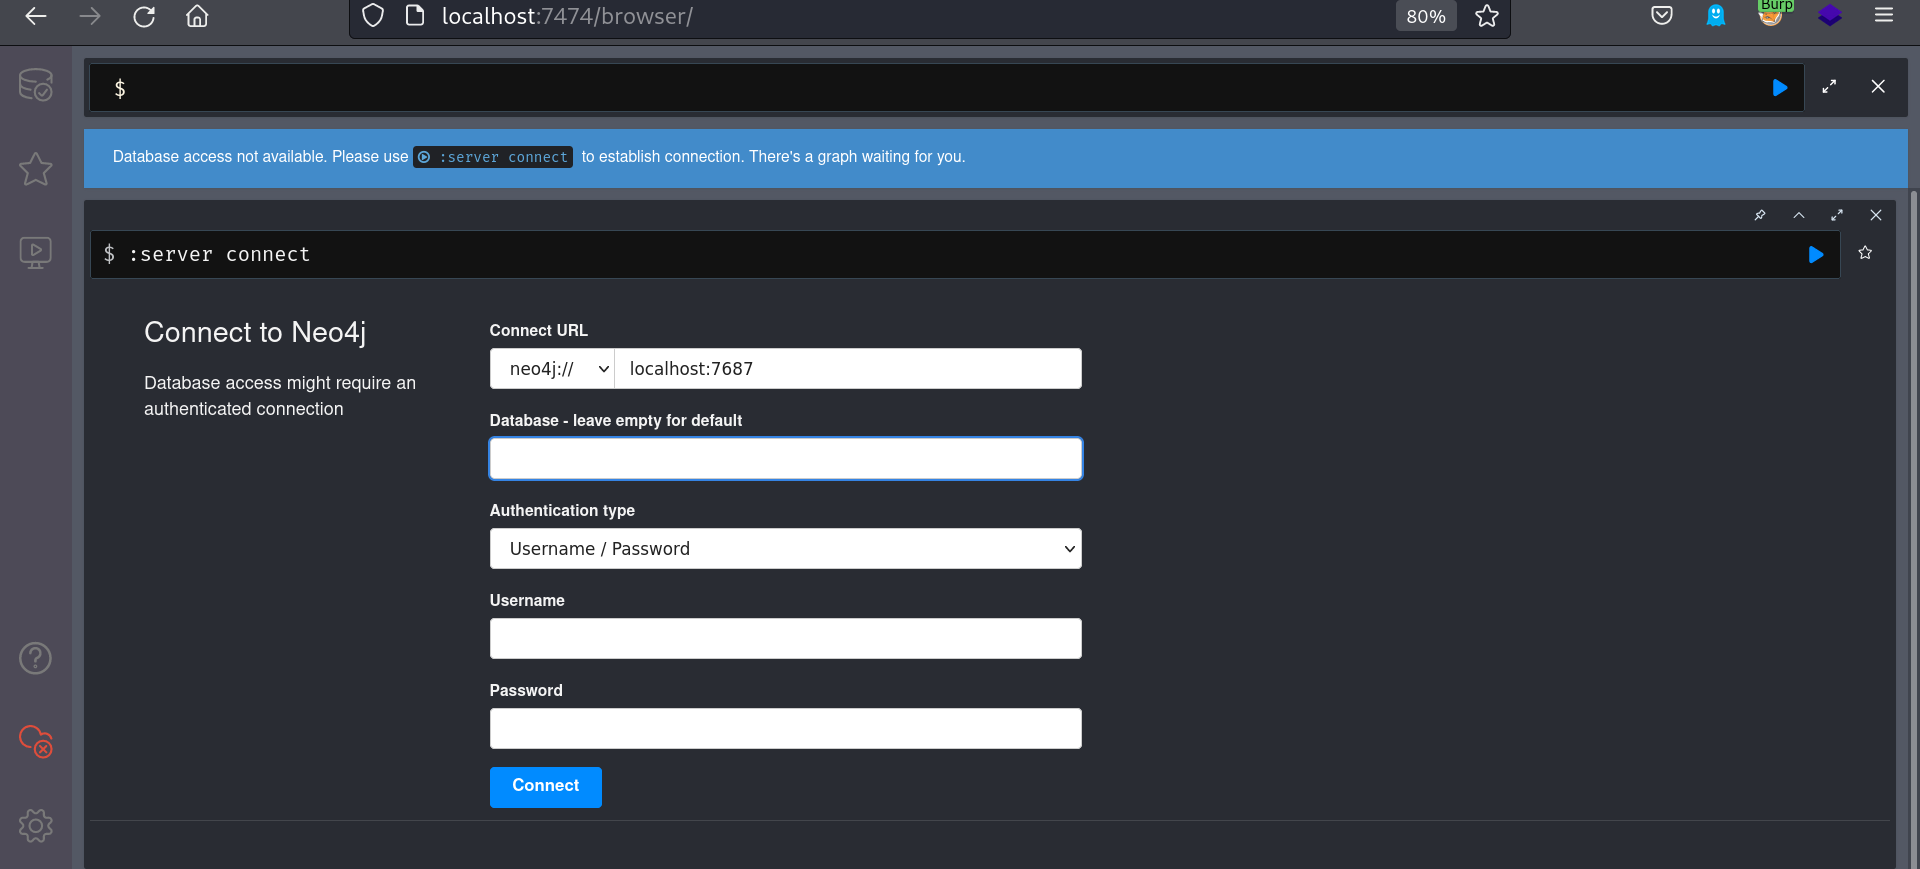 localhost:7474/browser/
80%
Burp
$
Database access not available. Please use :server connect to establish connection. There's a graph waiting for you.
$ :server connect
Connect to Neo4j
Database access might require an
authenticated connection
Connect URL
neo4j:// localhost:7687
Database - leave empty for default
Authentication type
Username / Password
Username
Password
Connect